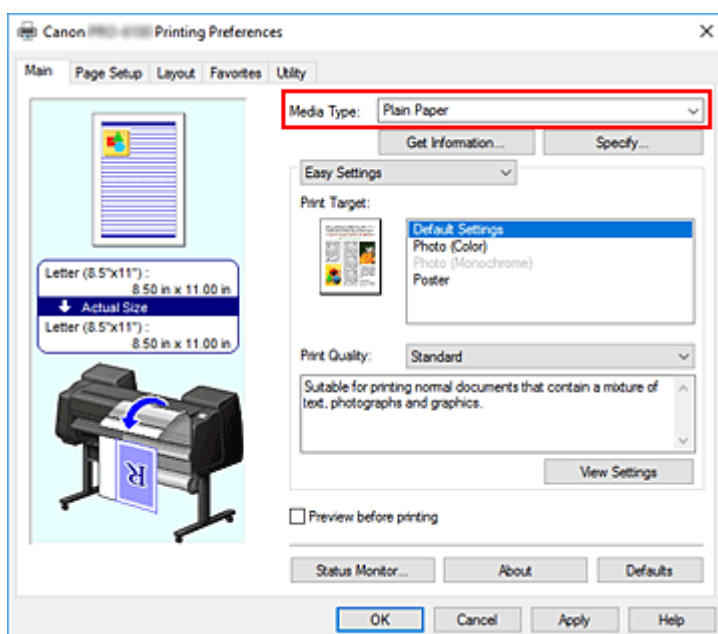 Canon Printing Preferences
Main Page Setup Layout Favorites Utility
Media Type: Plain Paper
Get Information... Specify...
Easy Settings
Print Target:
Default Settings
Photo (Color)
Photo (Monochrome)
Poster
Letter (8.5"x11") :
8.50 in x 11.00 in
Actual Size
Letter (8.5"x11") :
8.50 in x 11.00 in
Print Quality: Standard
Suitable for printing normal documents that contain a mixture of
text, photographs and graphics.
R
View Settings
Preview before printing
Status Monitor... About Defaults
OK Cancel Apply Help